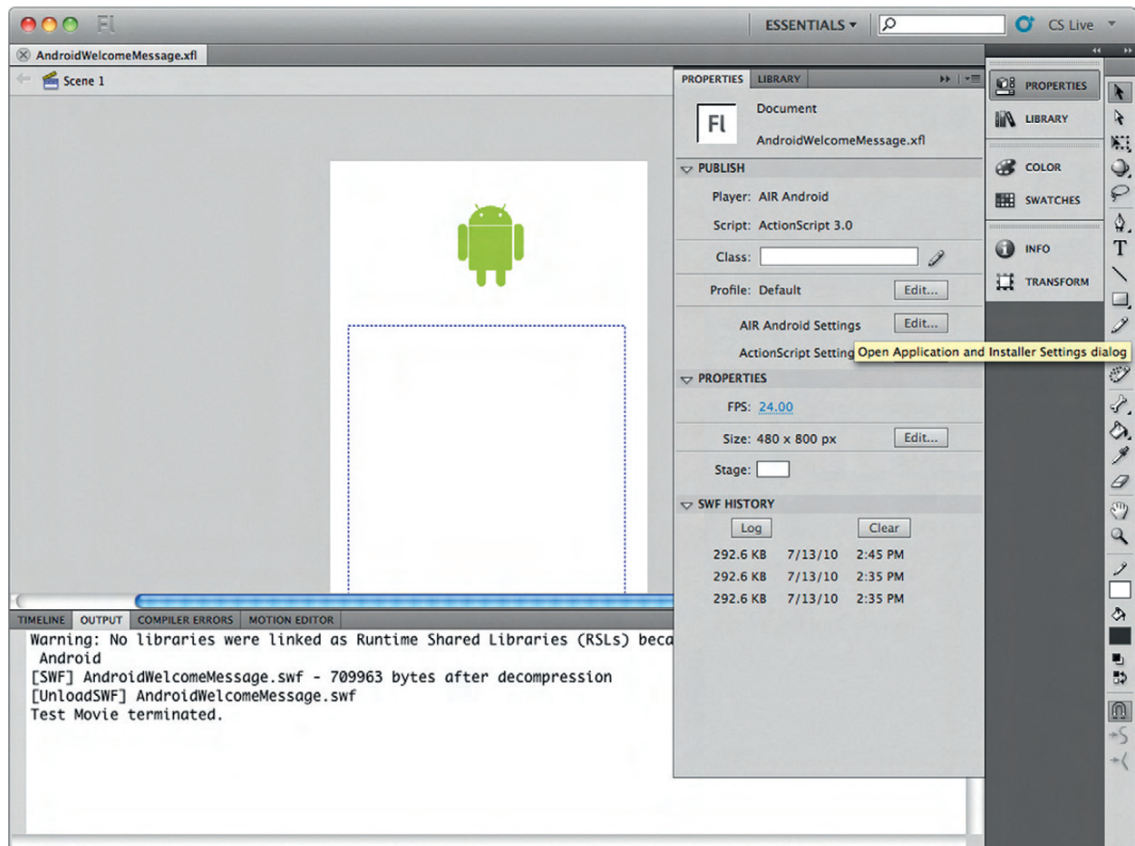 Fl
ESSENTIALS
CS Live
AndroidWelcomeMessage.xfl
Scene 1
PROPERTIES LIBRARY
Fl
Document
AndroidWelcomeMessage.xfl
PUBLISH
Player: AIR Android
Script: ActionScript 3.0
Class:
Profile: Default Edit...
AIR Android Settings Edit...
ActionScript Setting
Open Application and Installer Settings dialog
PROPERTIES
FPS: 24.00
Size: 480 x 800 px Edit...
Stage:
SWF HISTORY
Log Clear
292.6 KB 7/13/10 2:45 PM
292.6 KB 7/13/10 2:35 PM
292.6 KB 7/13/10 2:35 PM
PROPERTIES
LIBRARY
COLOR
SWATCHES
INFO
TRANSFORM
T
TIMELINE OUTPUT COMPILER ERRORS MOTION EDITOR
Warning: No libraries were linked as Runtime Shared Libraries (RSLs) beca
Android
[SWF] AndroidWelcomeMessage.swf - 709963 bytes after decompression
[UnloadSWF] AndroidWelcomeMessage.swf
Test Movie terminated.